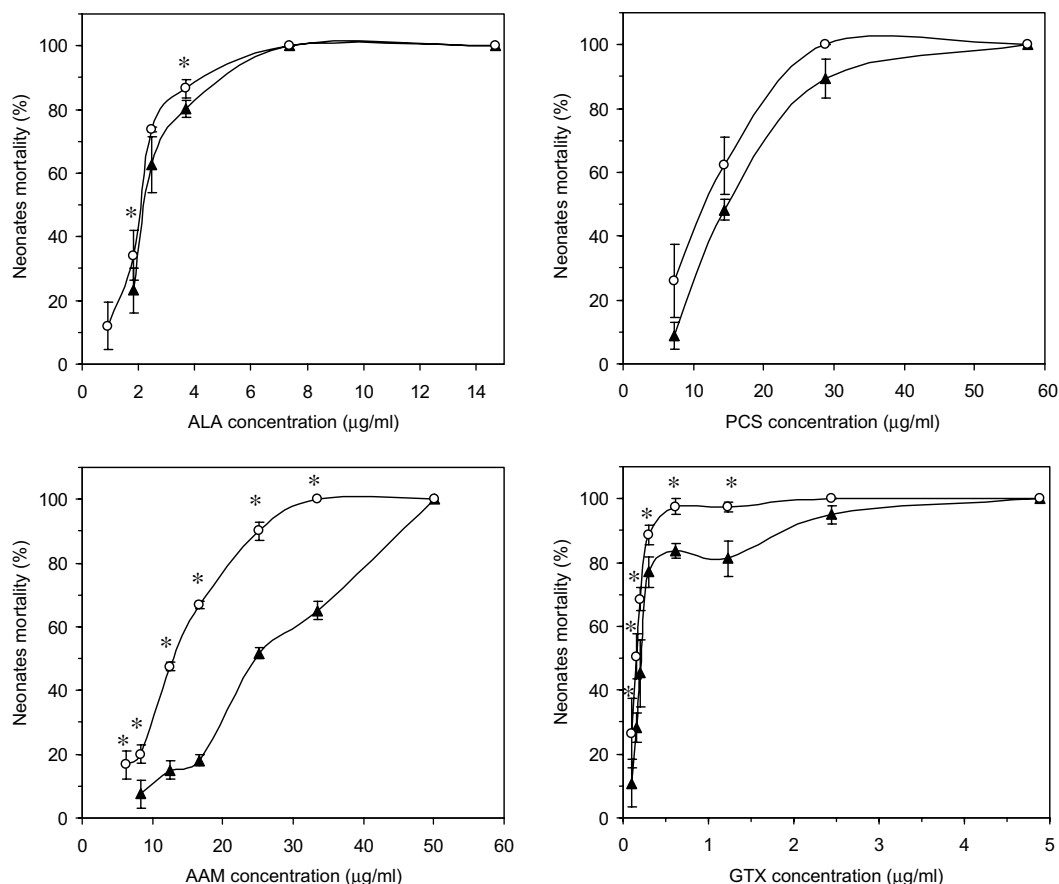 100
80
60
40
20
0
Neonates mortality (%)
* *
0 2 4 6 8 10 12 14
ALA concentration (μg/ml)
100
80
60
40
20
0
Neonates mortality (%)
0 10 20 30 40 50 60
PCS concentration (μg/ml)
100
80
60
40
20
0
Neonates mortality (%)
* * * * * *
0 10 20 30 40 50 60
AAM concentration (μg/ml)
100
80
60
40
20
0
Neonates mortality (%)
* * * * * *
0 1 2 3 4 5
GTX concentration (μg/ml)